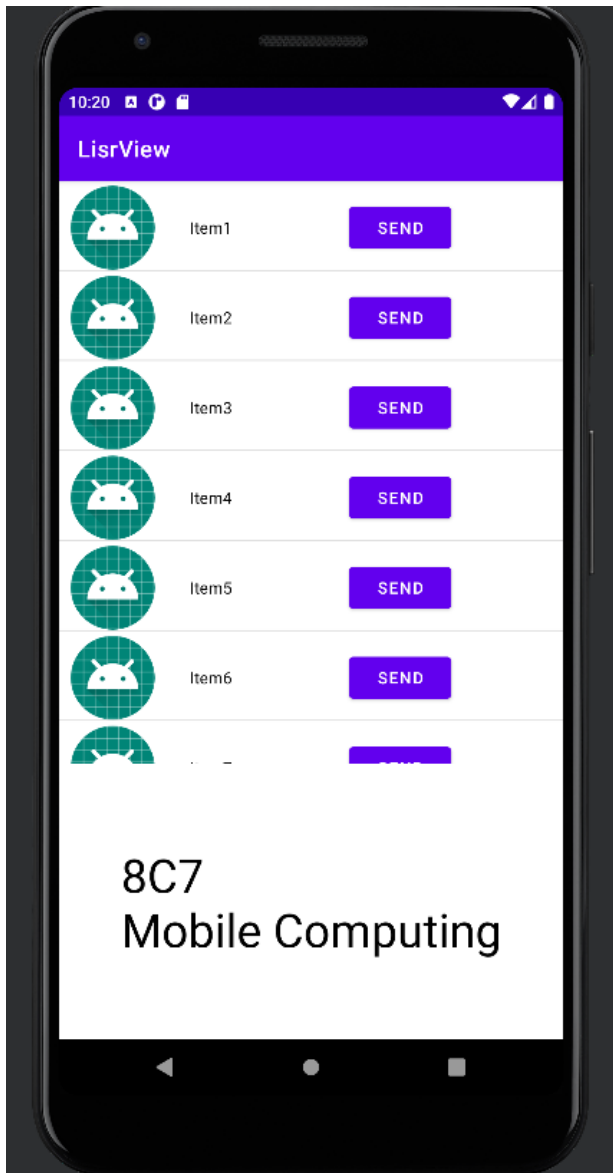 10:20
LisrView
Item1 SEND
Item2 SEND
Item3 SEND
Item4 SEND
Item5 SEND
Item6 SEND
8C7
Mobile Computing